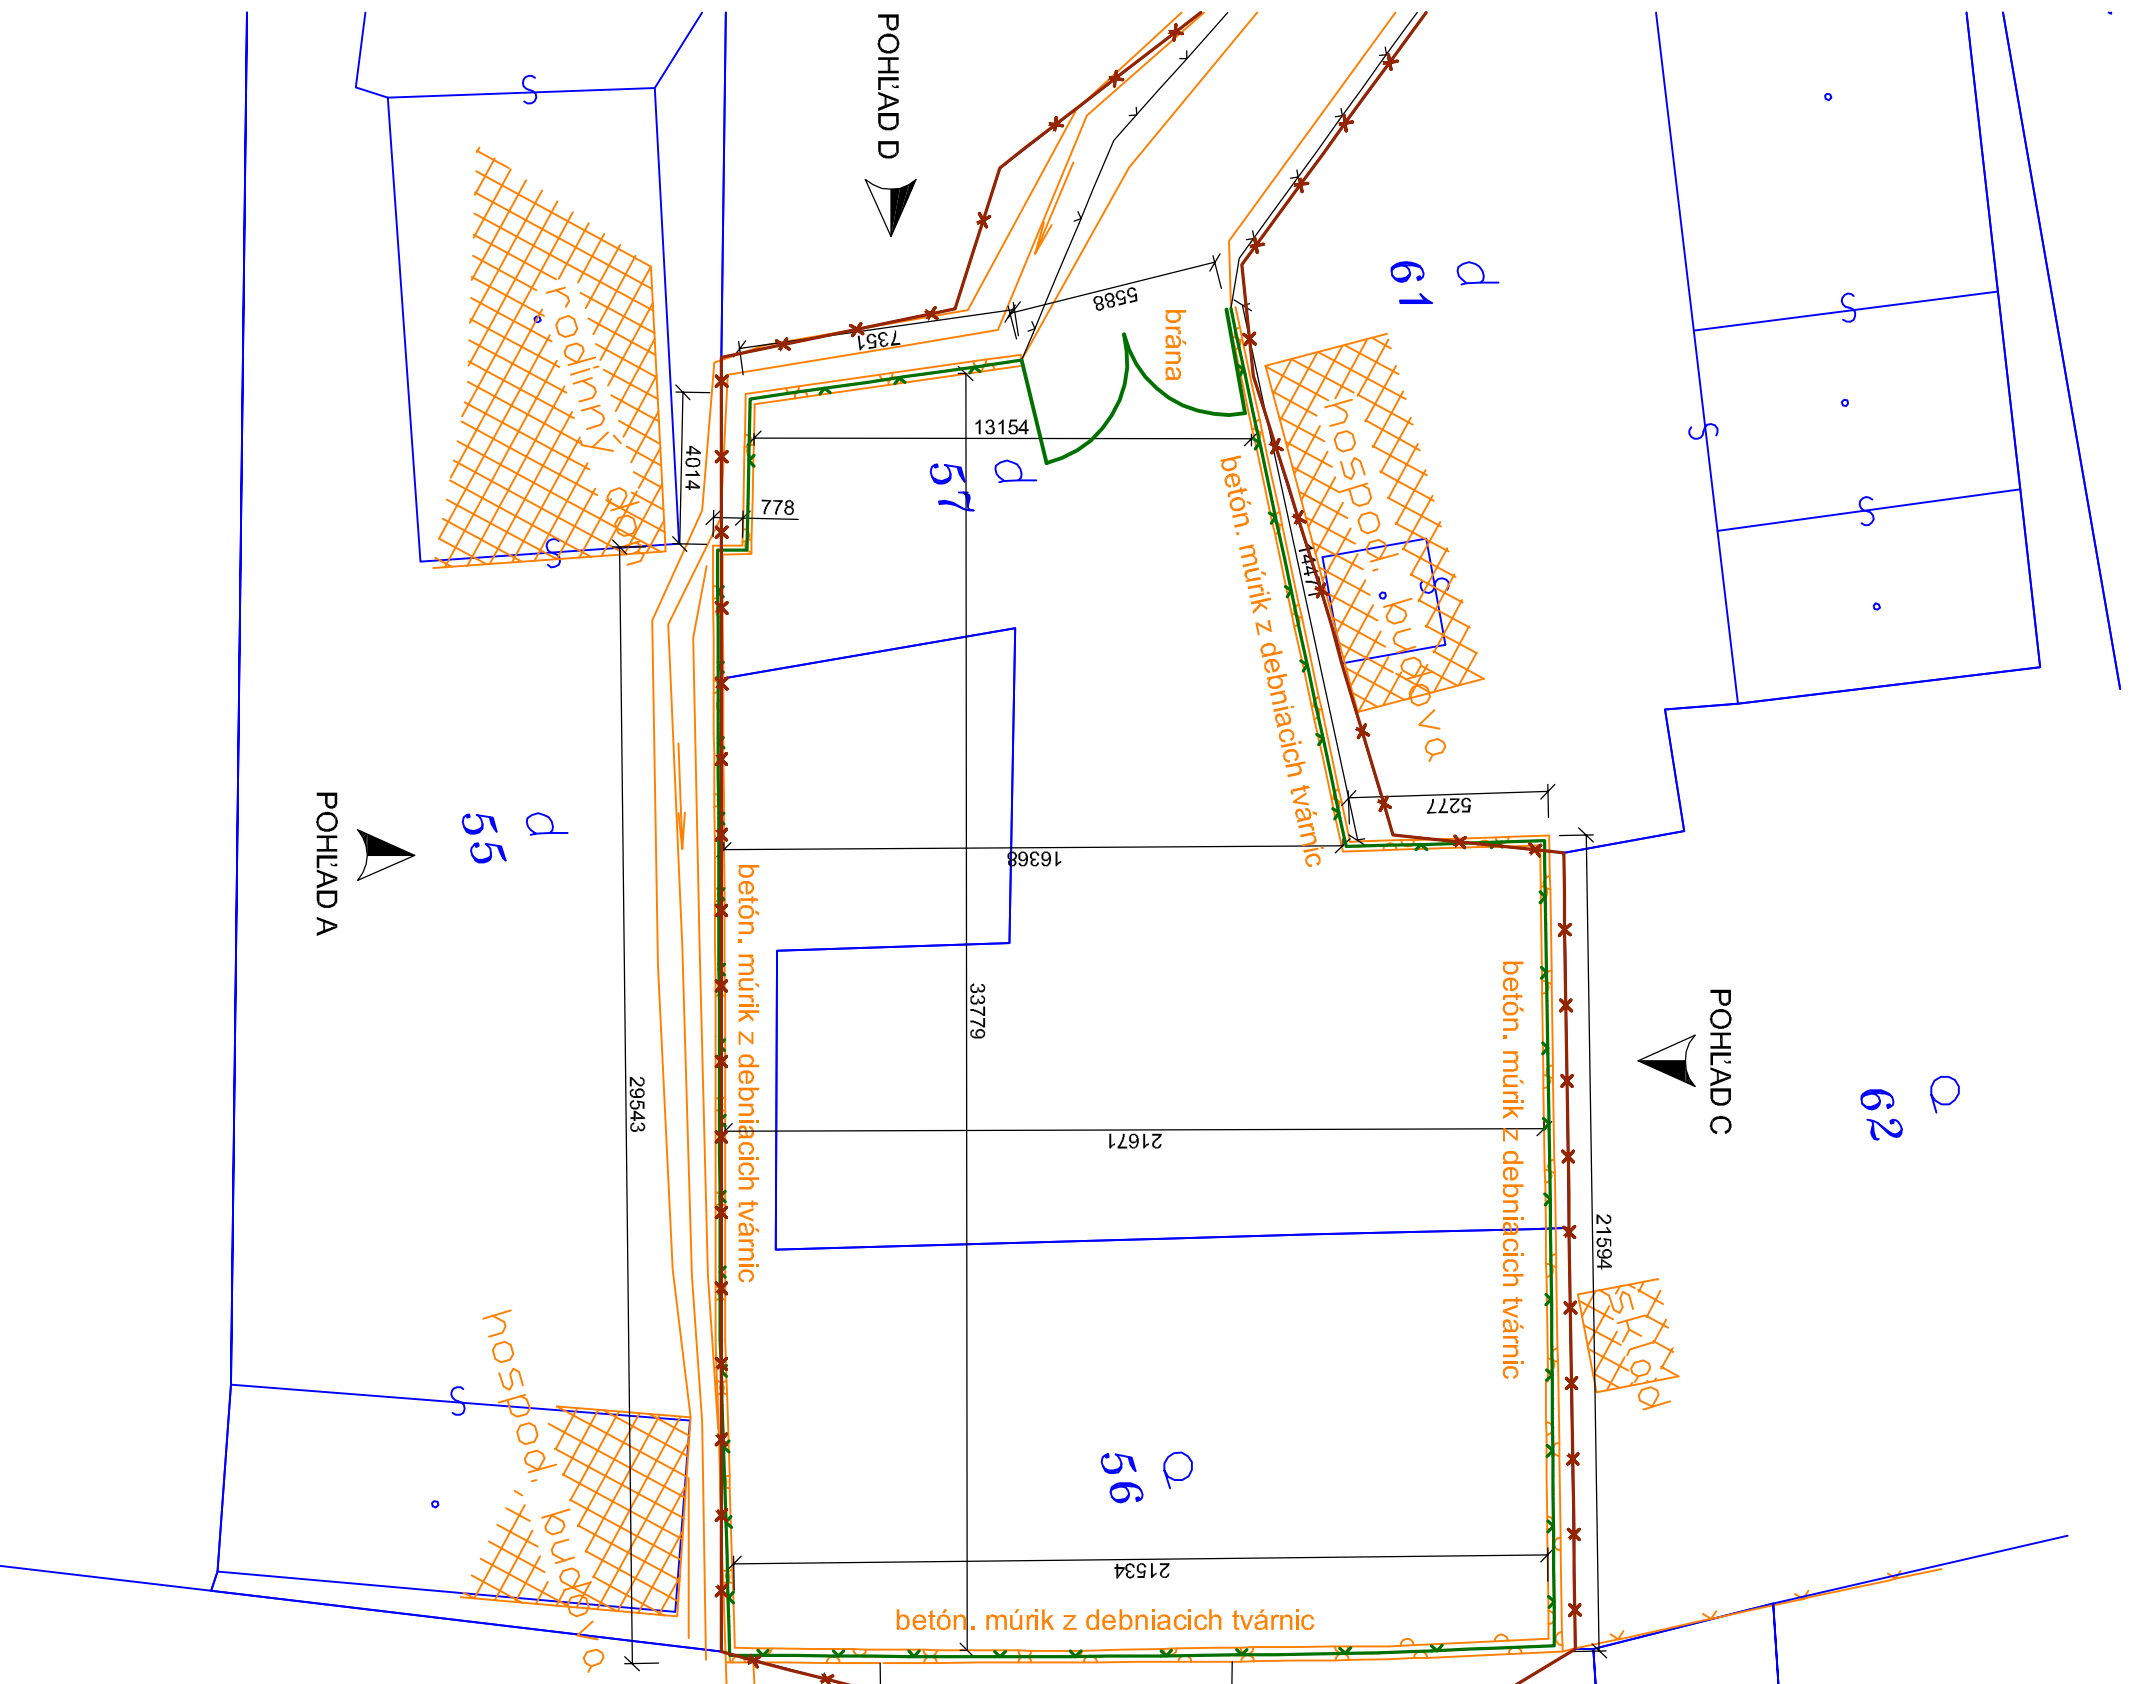 POHĽAD D
d
61
5588
brána
7351
rodinný dom
hospod. budova
13154
d
57
4014
778
betón. múrik z debniacich tvárnic
14477
5277
POHĽAD A
d
55
16368
betón. múrik z debniacich tvárnic
33779
betón. múrik z debniacich tvárnic
POHĽAD C
62
29543
21671
21594
sklad
hospod. budova
56
21534
betón. múrik z debniacich tvárnic